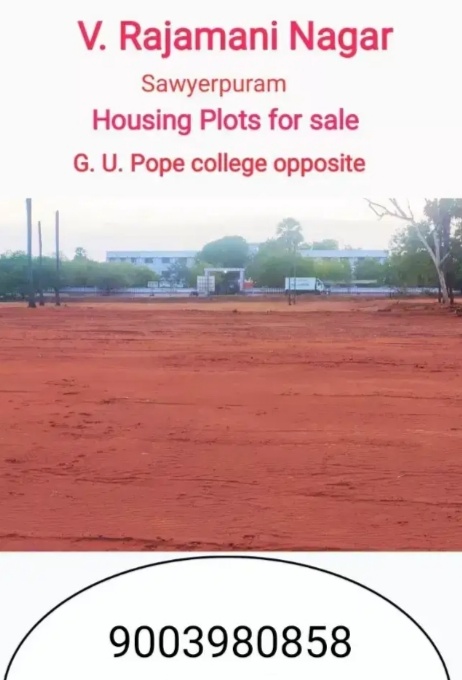 V. Rajamani Nagar
Sawyerpuram
Housing Plots for sale
G. U. Pope college opposite
9003980858